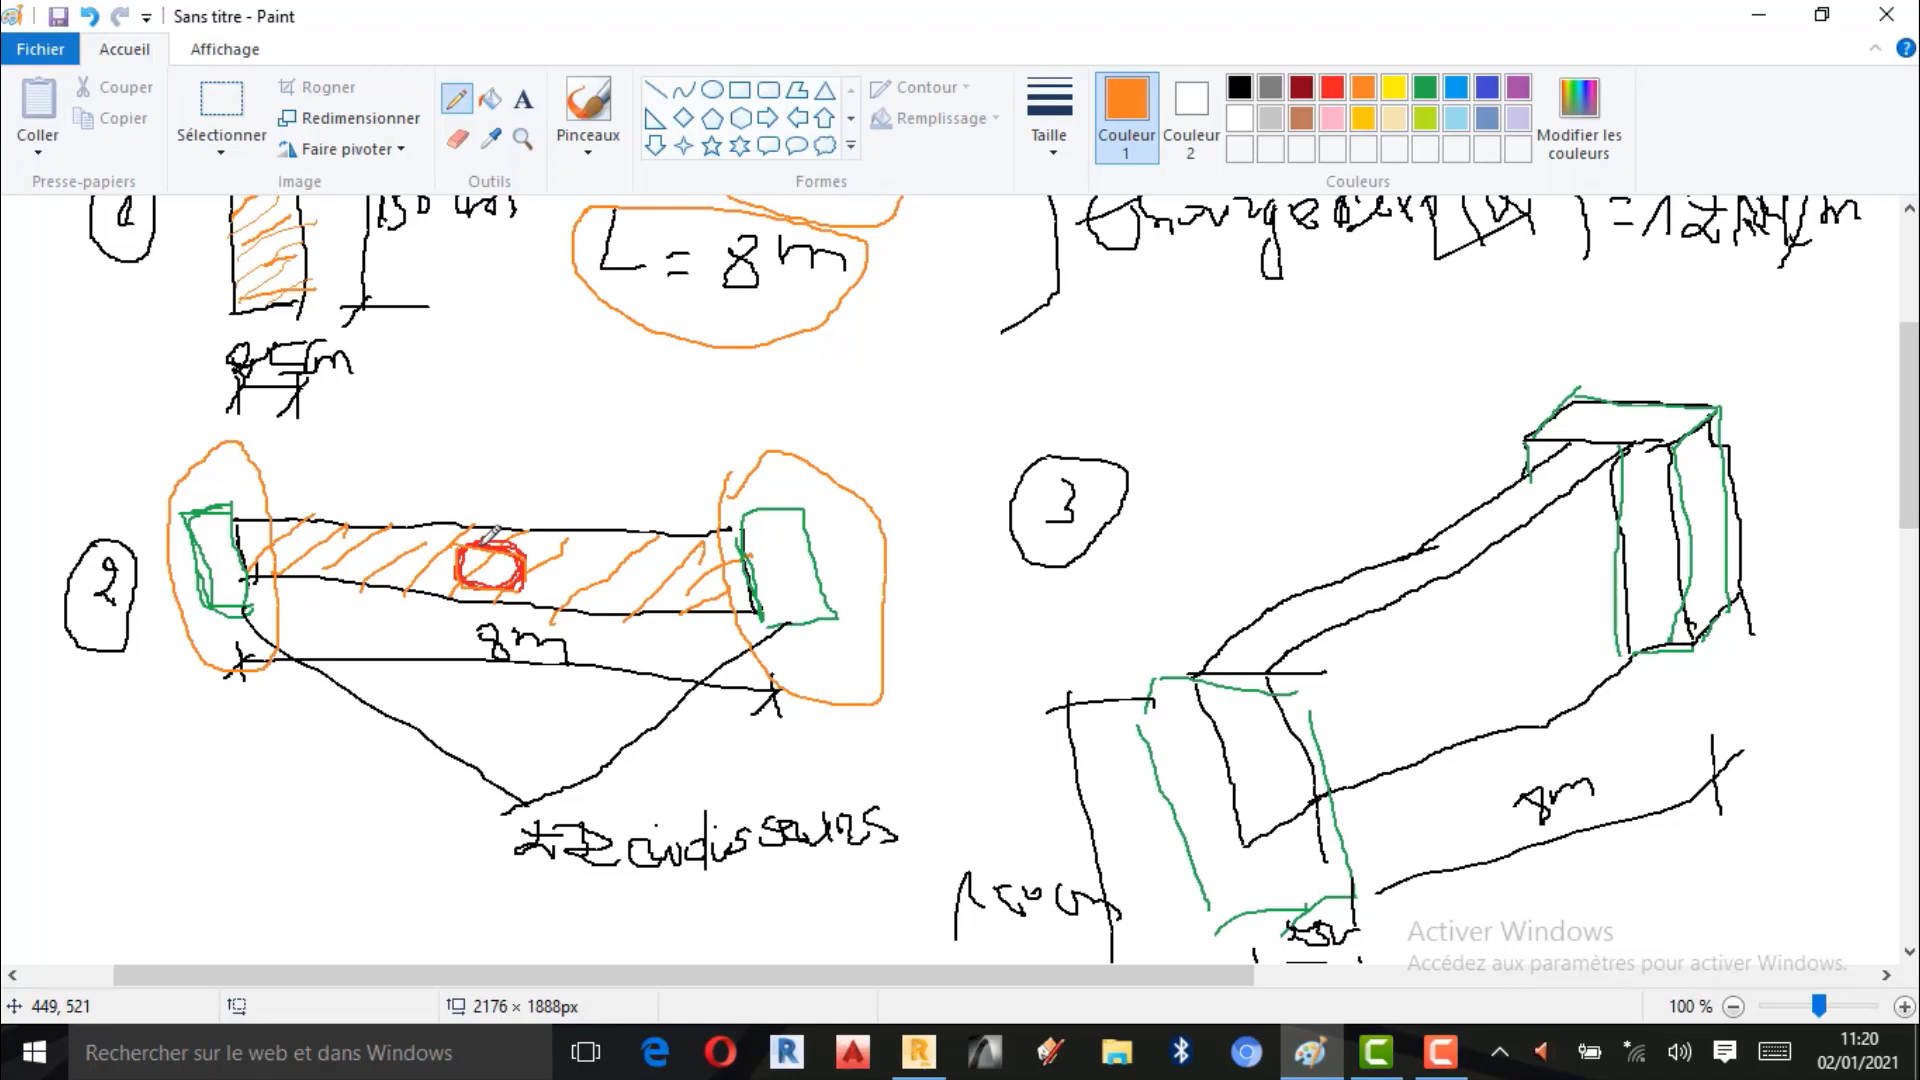 Sans titre - Paint
Fichier
Accueil
Affichage
Coller
Couper
Copier
Presse-papiers
Sélectionner
Rogner
Redimensionner
Faire pivoter
Image
A
Outils
Pinceaux
Contour
Remplissage
Formes
Taille
Couleur 1
Couleur 2
Modifier les couleurs
Couleurs
L = 8m
3
2
8m
8m
Activer Windows
Accédez aux paramètres pour activer Windows.
449, 521
2176 × 1888px
100 %
Rechercher sur le web et dans Windows
11:20
02/01/2021